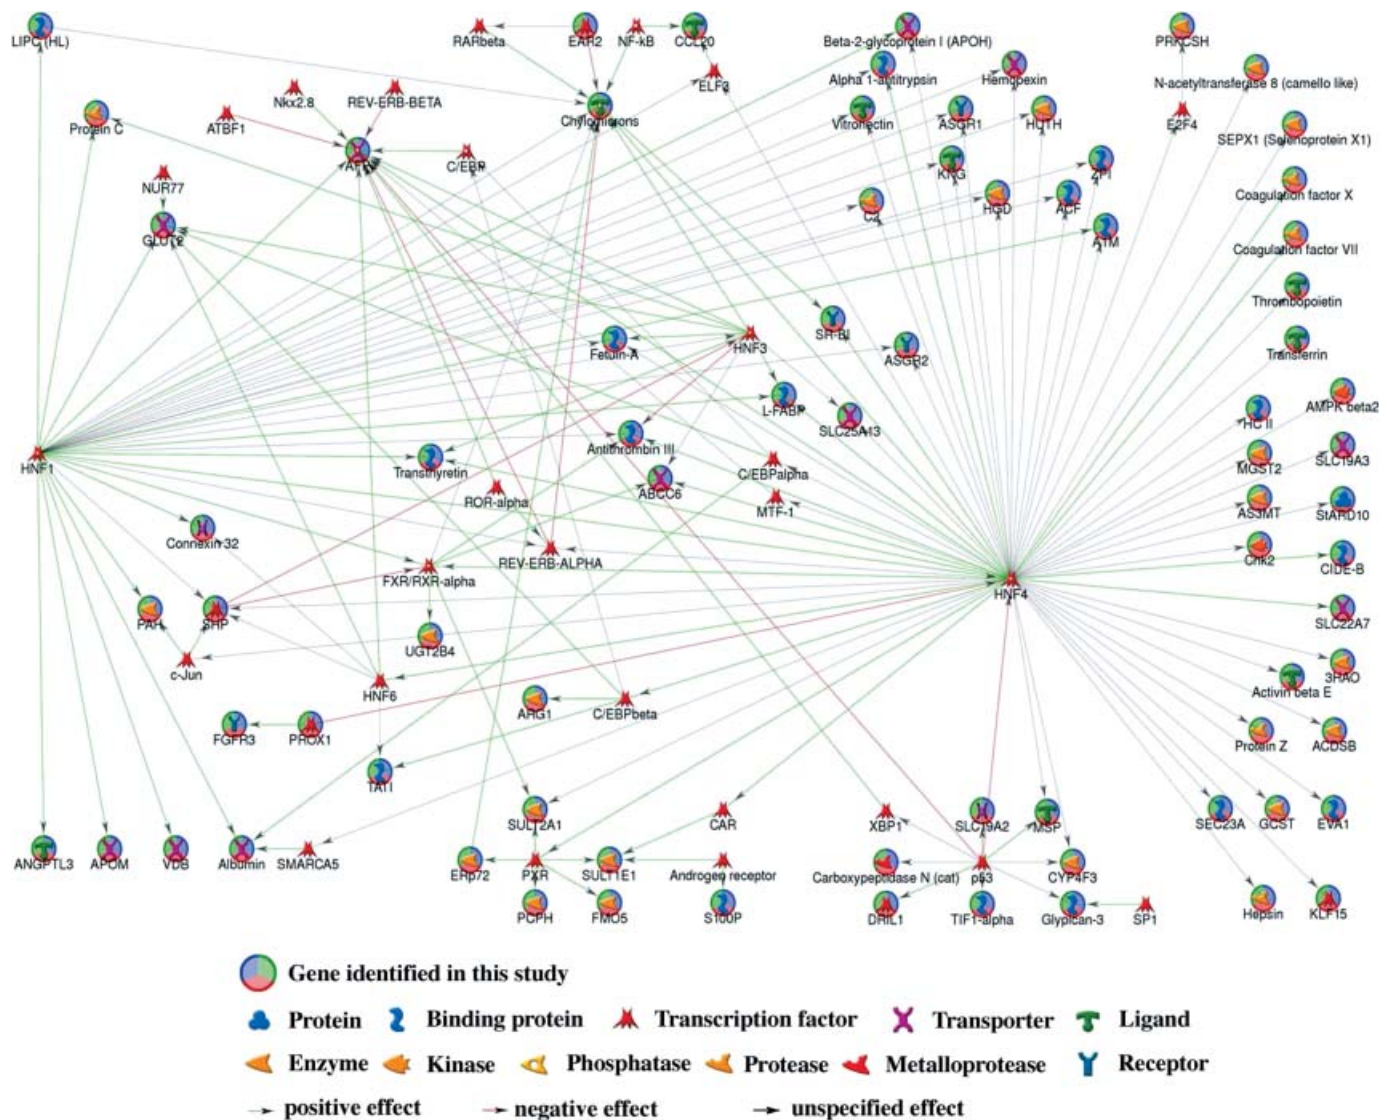 LIPC (HL)
RARbeta
EAR2
NF-kB
CCL20
Beta-2-glycoprotein I (APOH)
PRKCSH
ELF3
Alpha 1-antitrypsin
Hemopexin
N-acetyltransferase 8 (camello like)
Nkx2.8
REV-ERB-BETA
Protein C
ATBF1
Chylomicrons
Vitronectin
ASGR1
HUTH
E2F4
SEPX1 (Selenoprotein X1)
C/EBP
NUR77
KNG
ZPI
Coagulation factor X
C2
HGD
ACF
GLUT2
ATM
Coagulation factor VII
Thrombopoietin
Fetuin-A
HNF3
SR-BI
ASGR2
Transferrin
L-FABP
SLC25A13
HC II
AMPK beta2
HNF1
Transthyretin
Antithrombin III
C/EBPalpha
MGST2
SLC19A3
ROR-alpha
ABCC6
MTF-1
AS3MT
StARD10
Connexin 32
REV-ERB-ALPHA
FXR/RXR-alpha
HNF4
Chk2
CIDE-B
PAH
SHP
UGT2B4
SLC22A7
c-Jun
HNF6
3HAO
Activin beta E
FGFR3
PROX1
ARG1
C/EBPbeta
Protein Z
ACDSB
TATI
SULT2A1
CAR
XBP1
SLC19A2
MSP
SEC23A
GCST
EVA1
ANGPTL3
APOM
VDB
Albumin
SMARCA5
ERp72
PXR
SULT1E1
Androgen receptor
Carboxypeptidase N (cat)
p53
CYP4F3
PCPH
FMO5
S100P
DRIL1
TIF1-alpha
Glypican-3
SP1
Hepsin
KLF15
Gene identified in this study
Protein
Binding protein
Transcription factor
Transporter
Ligand
Enzyme
Kinase
Phosphatase
Protease
Metalloprotease
Receptor
positive effect
negative effect
unspecified effect